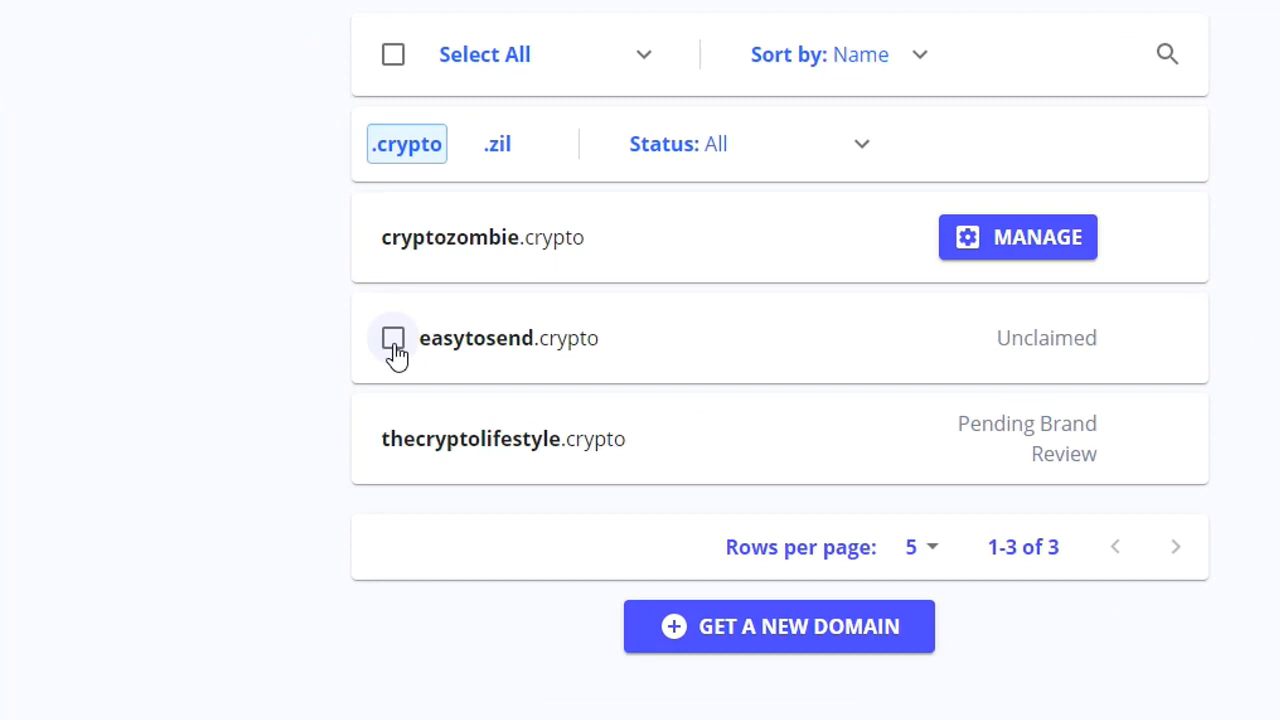 Select All
Sort by: Name
.crypto
.zil
Status: All
cryptozombie.crypto
MANAGE
easytosend.crypto
Unclaimed
thecryptolifestyle.crypto
Pending Brand
Review
Rows per page: 5
1-3 of 3
GET A NEW DOMAIN